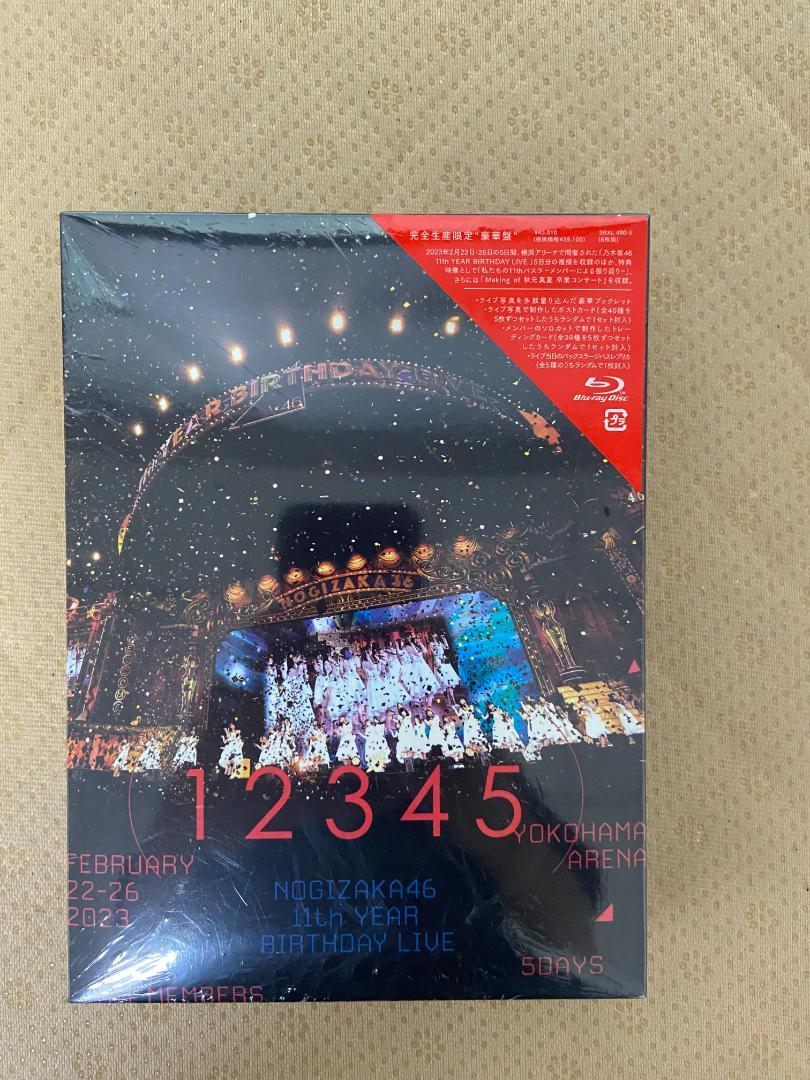 完全生産限定"豪華盤" ¥43,010 SRXL 480-5
(税抜価格¥39,100) [6枚組]
2023年2月22日-26日の5日間、横浜アリーナで開催された「乃木坂46
11th YEAR BIRTHDAY LIVE」5日分の模様を収録のほか、特典
映像として「私たちの11thバスラ~メンバーによる振り返り~」、
さらには「Making of 秋元真夏 卒業コンサート」を収録。
・ライブ写真を多数盛り込んだ豪華ブックレット
・ライブ写真で制作したポストカード(全40種を
5枚ずつセットしたうちランダムで1セット封入)
・メンバーのソロカットで制作したトレー
ディングカード(全39種を5枚ずつセット
したうちランダムで1セット封入)
・ライブ当日のバックステージパスレプリカ
(全5種のうちランダムで1枚封入)
Blu-ray Disc
プラ
YEAR BIRTHDAY LIVE
46
NOGIZAKA46
12345
YOKOHAMA
ARENA
FEBRUARY
22-26
2023
NOGIZAKA46
11th YEAR
BIRTHDAY LIVE
5DAYS
MEMBERS